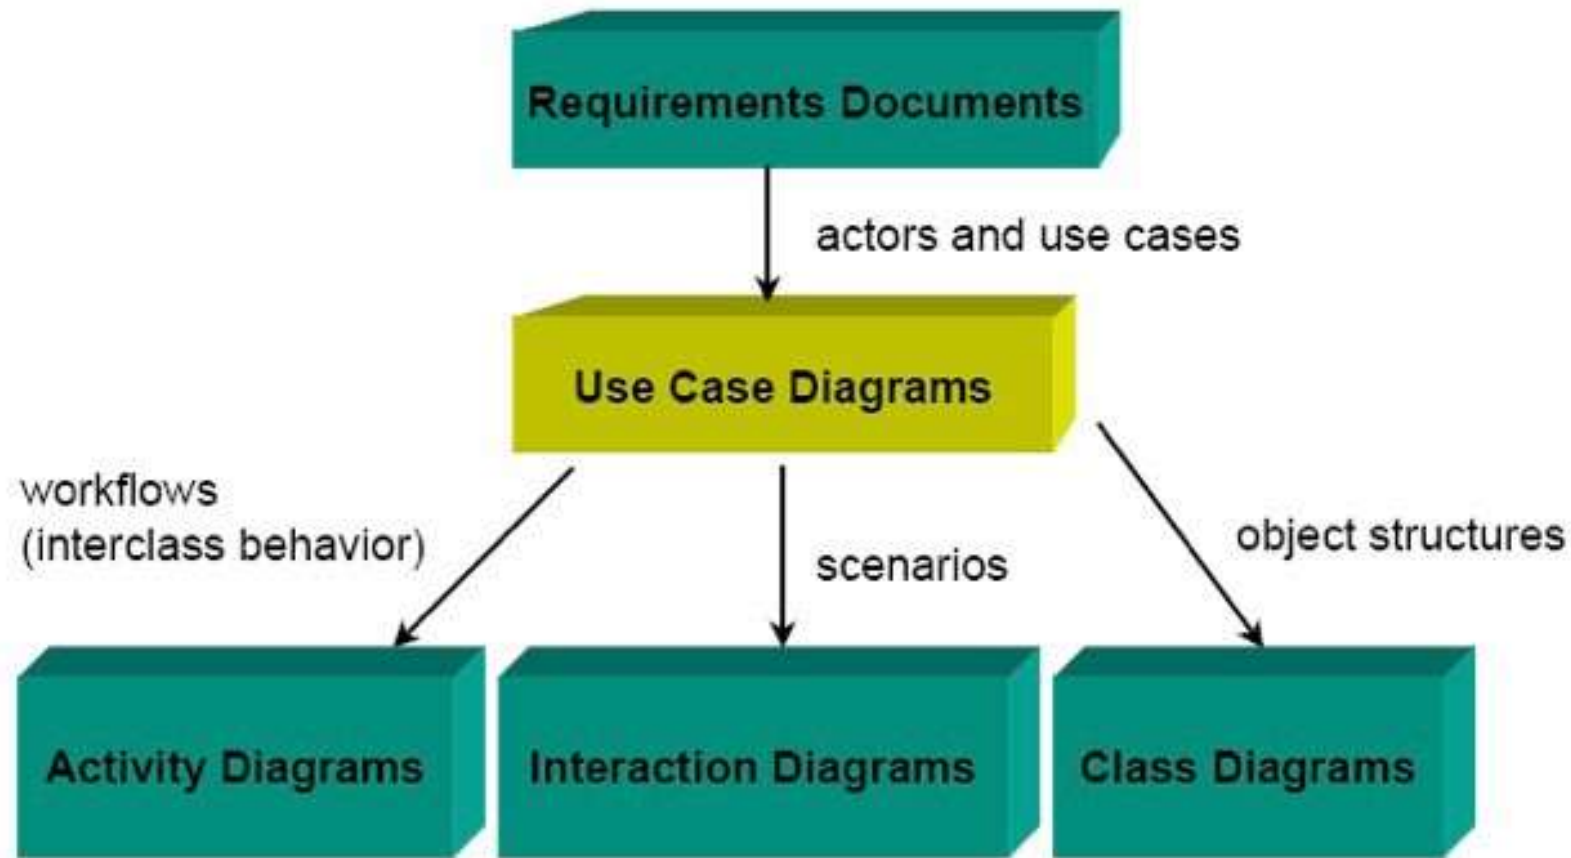 Requirements Documents
actors and use cases
Use Case Diagrams
workflows
(interclass behavior)
scenarios
object structures
Activity Diagrams
Interaction Diagrams
Class Diagrams